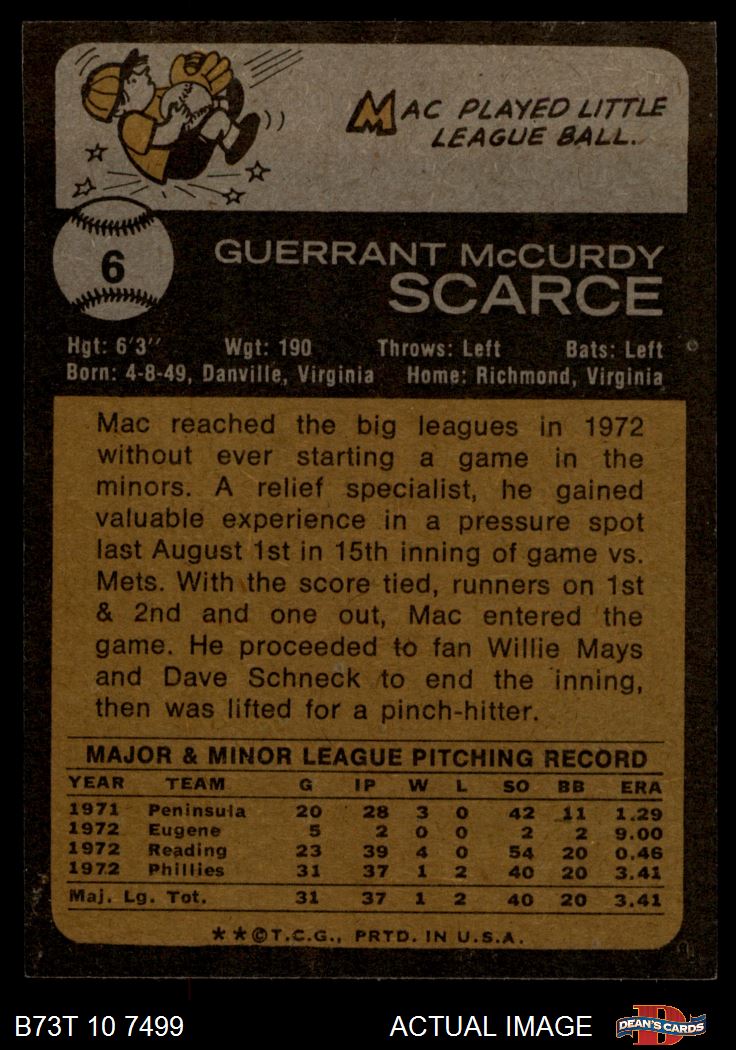 MAC PLAYED LITTLE
LEAGUE BALL.
6
GUERRANT McCURDY
SCARCE
Hgt: 6'3" Wgt: 190 Throws: Left Bats: Left
Born: 4-8-49, Danville, Virginia Home: Richmond, Virginia
Mac reached the big leagues in 1972
without ever starting a game in the
minors. A relief specialist, he gained
valuable experience in a pressure spot
last August 1st in 15th inning of game vs.
Mets. With the score tied, runners on 1st
& 2nd and one out, Mac entered the
game. He proceeded to fan Willie Mays
and Dave Schneck to end the inning,
then was lifted for a pinch-hitter.
MAJOR & MINOR LEAGUE PITCHING RECORD
YEAR TEAM G IP W L SO BB ERA
1971 Peninsula 20 28 3 0 42 11 1.29
1972 Eugene 5 2 0 0 2 2 9.00
1972 Reading 23 39 4 0 54 20 0.46
1972 Phillies 31 37 1 2 40 20 3.41
Maj. Lg. Tot. 31 37 1 2 40 20 3.41
**©T.C.G., PRTD. IN U.S.A.
B73T 10 7499 ACTUAL IMAGE D DEAN'S CARDS